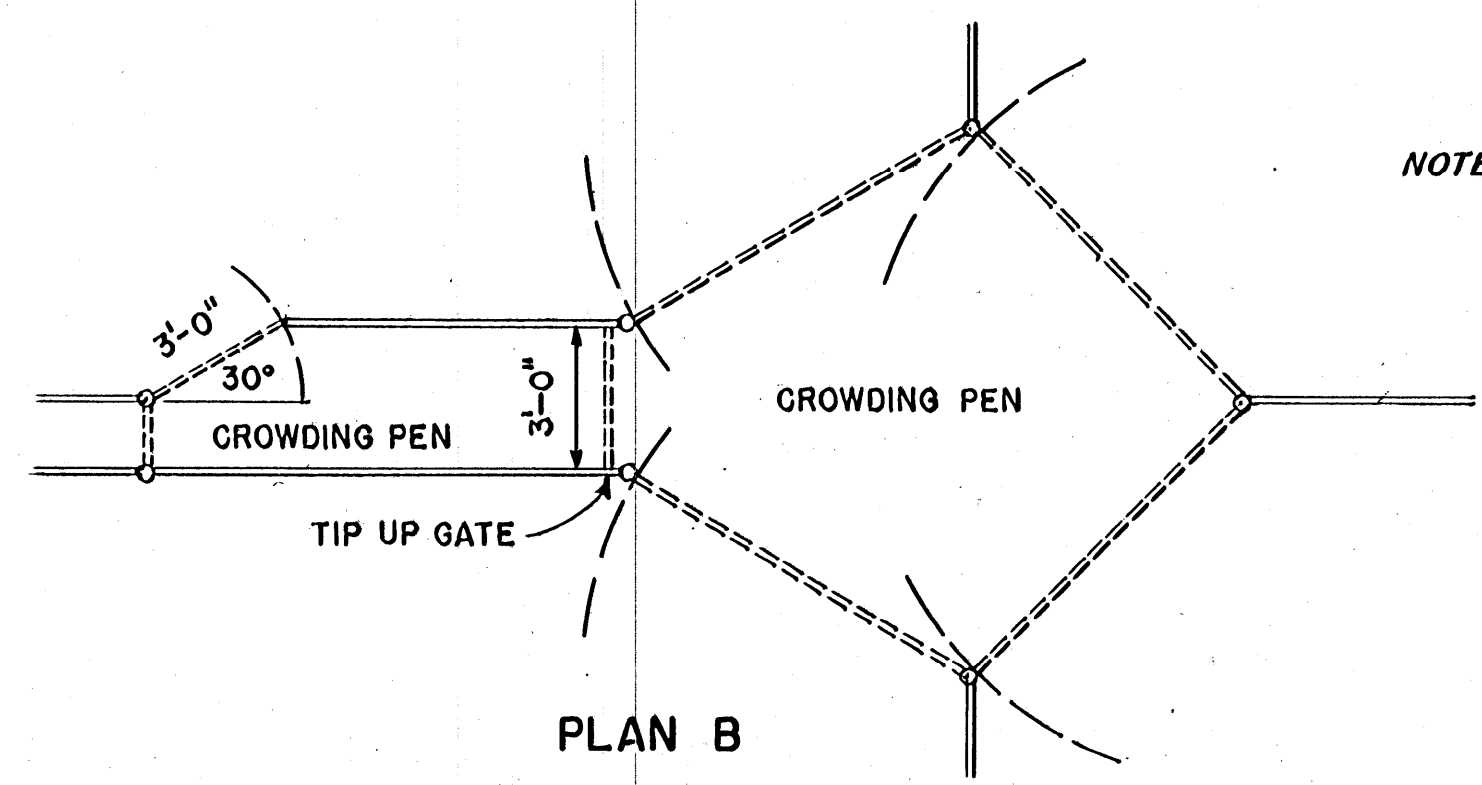 NOTE
3'-0"
30°
3'-0"
CROWDING PEN
CROWDING PEN
TIP UP GATE
PLAN B